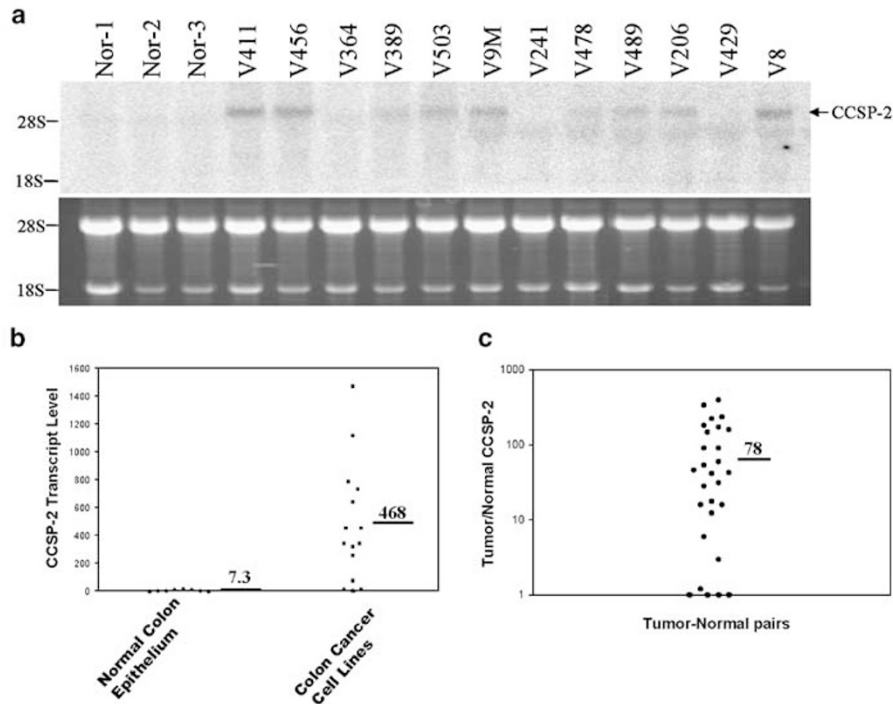 a
Nor-1 Nor-2 Nor-3 V411 V456 V364 V389 V503 V9M V241 V478 V489 V206 V429 V8
28S
CCSP-2
18S
28S
18S
b
CCSP-2 Transcript Level
1600
1400
1200
1000
800
600
400
200
0
7.3
468
Normal Colon
Epithelium
Colon Cancer
Cell Lines
c
Tumor/Normal CCSP-2
1000
100
10
1
78
Tumor-Normal pairs